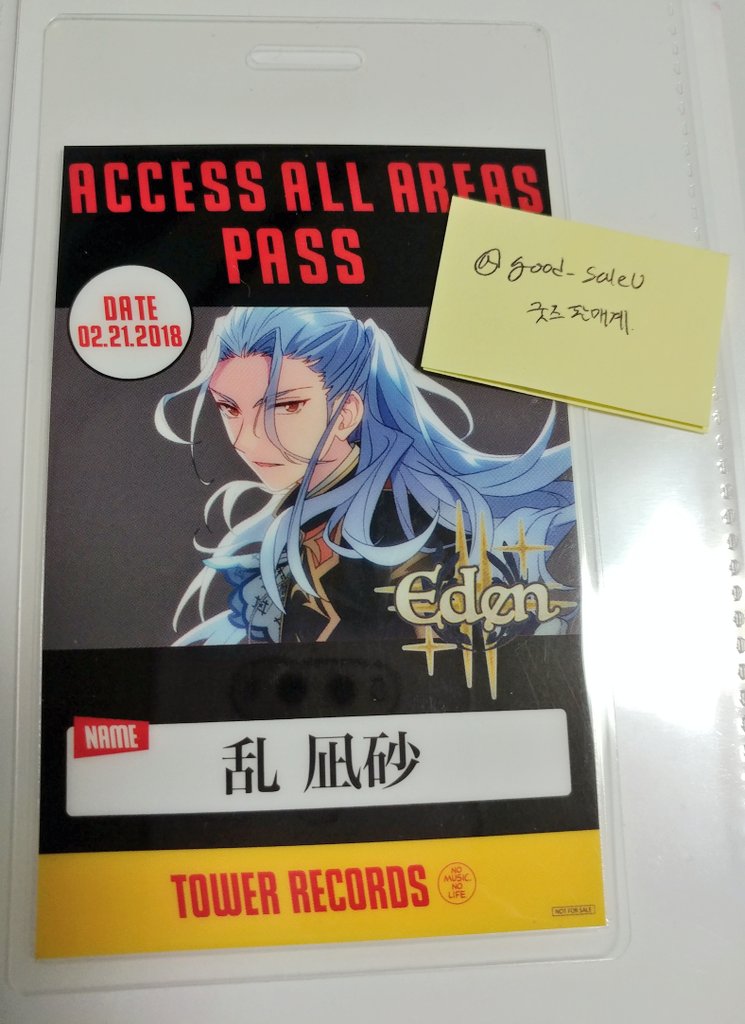 ACCESS ALL AREAS
PASS
@ good-saleU
굿즈 판매계.
DATE
02.21.2018
Eden
NAME
乱 凪砂
TOWER RECORDS
NO
MUSIC.
NO
LIFE.
NOT FOR SALE